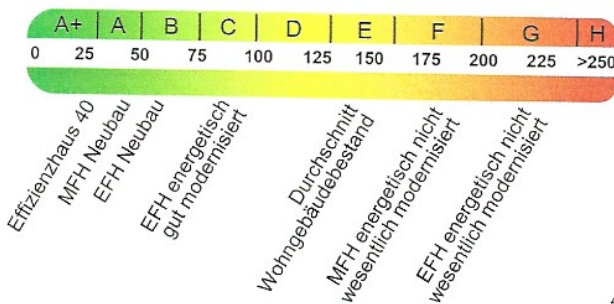 A+ A B C D E F G H
0 25 50 75 100 125 150 175 200 225 >250
Effizienzhaus 40
MFH Neubau
EFH Neubau
EFH energetisch
gut modernisiert
Durchschnitt
Wohngebäudebestand
MFH energetisch nicht
wesentlich modernisiert
EFH energetisch nicht
wesentlich modernisiert